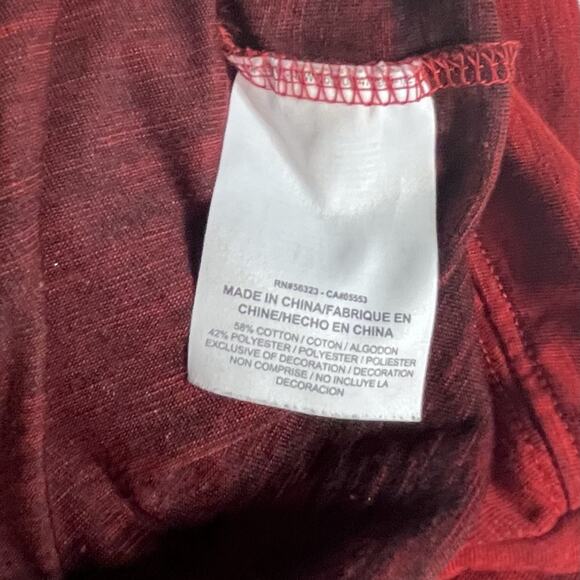 RN#56323 - CA#05553
MADE IN CHINA/FABRIQUE EN
CHINE/HECHO EN CHINA
58% COTTON / COTON / ALGODON
42% POLYESTER / POLYESTER / POLIESTER
EXCLUSIVE OF DECORATION / DECORATION
NON COMPRISE / NO INCLUYE LA
DECORACION